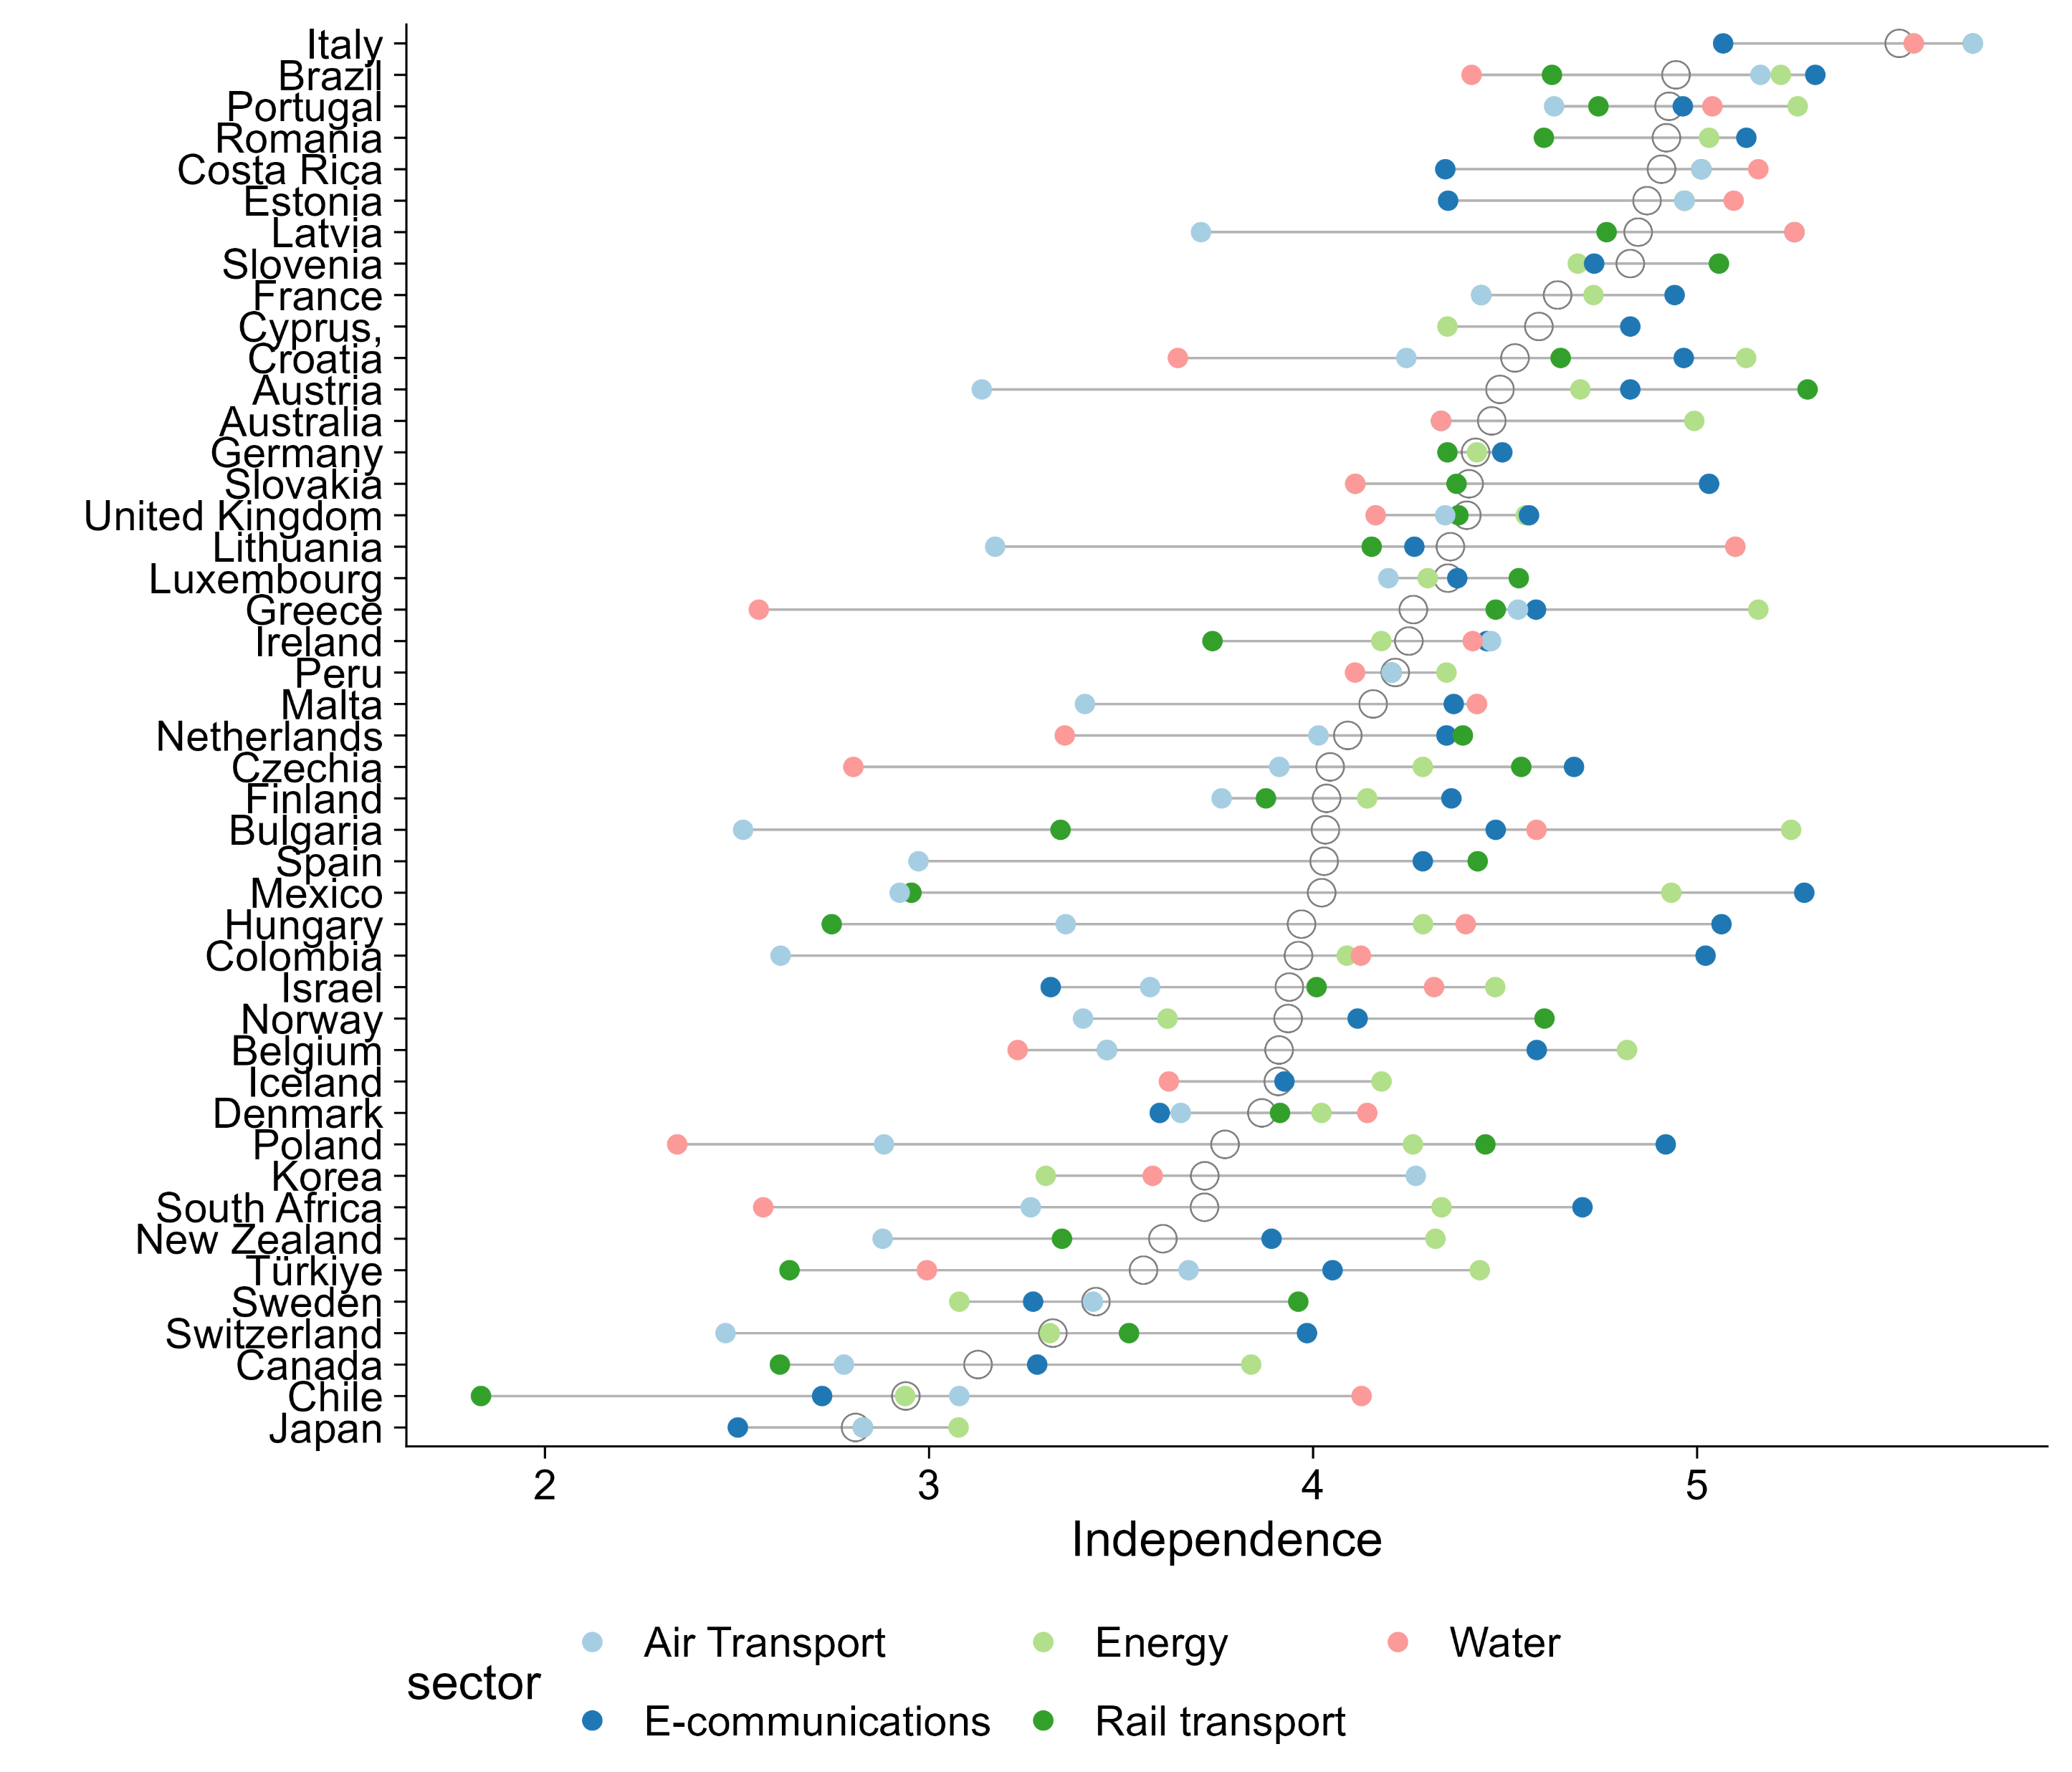 Italy
Brazil
Portugal
Romania
Costa Rica
Estonia
Latvia
Slovenia
France
Cyprus,
Croatia
Austria
Australia
Germany
Slovakia
United Kingdom
Lithuania
Luxembourg
Greece
Ireland
Peru
Malta
Netherlands
Czechia
Finland
Bulgaria
Spain
Mexico
Hungary
Colombia
Israel
Norway
Belgium
Iceland
Denmark
Poland
Korea
South Africa
New Zealand
Türkiye
Sweden
Switzerland
Canada
Chile
Japan
2 3 4 5
Independence
sector
Air Transport Energy Water
E-communications Rail transport